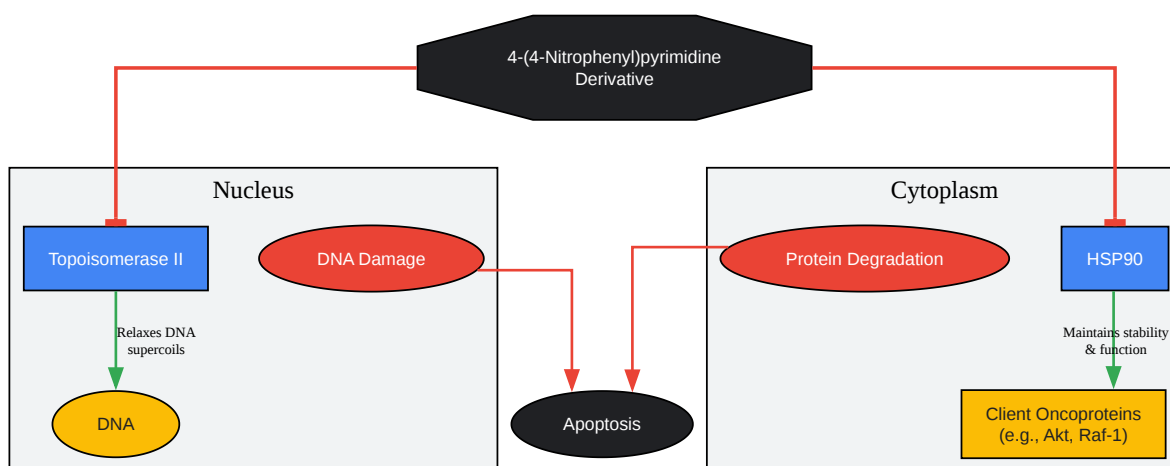 4-(4-Nitrophenyl)pyrimidine
Derivative
Nucleus
Cytoplasm
Topoisomerase II
DNA Damage
Protein Degradation
HSP90
Relaxes DNA
supercoils
Maintains stability
& function
DNA
Apoptosis
Client Oncoproteins
(e.g., Akt, Raf-1)